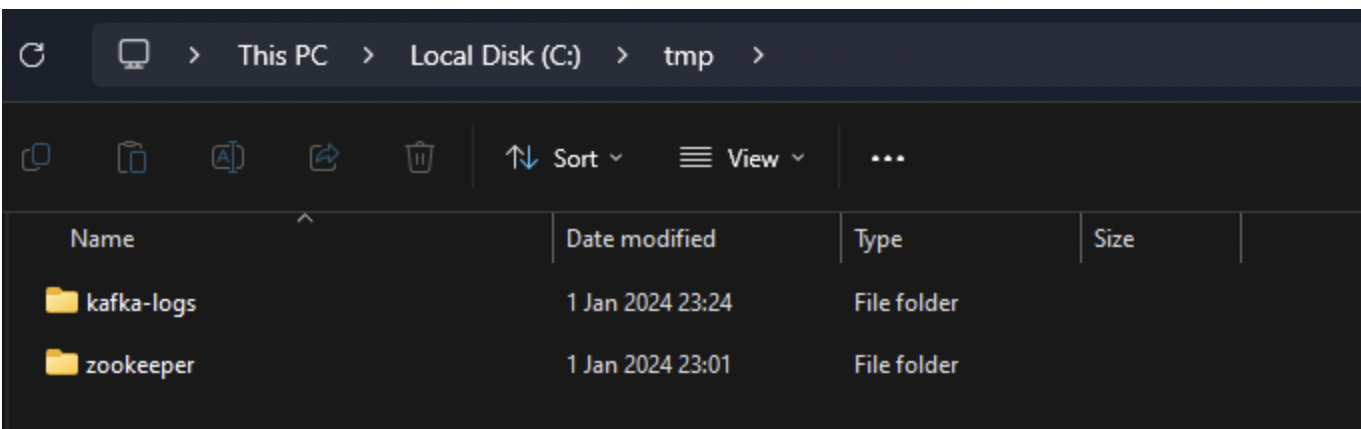 This PC > Local Disk (C:) > tmp >
Sort View ...
Name Date modified Type Size
kafka-logs 1 Jan 2024 23:24 File folder
zookeeper 1 Jan 2024 23:01 File folder